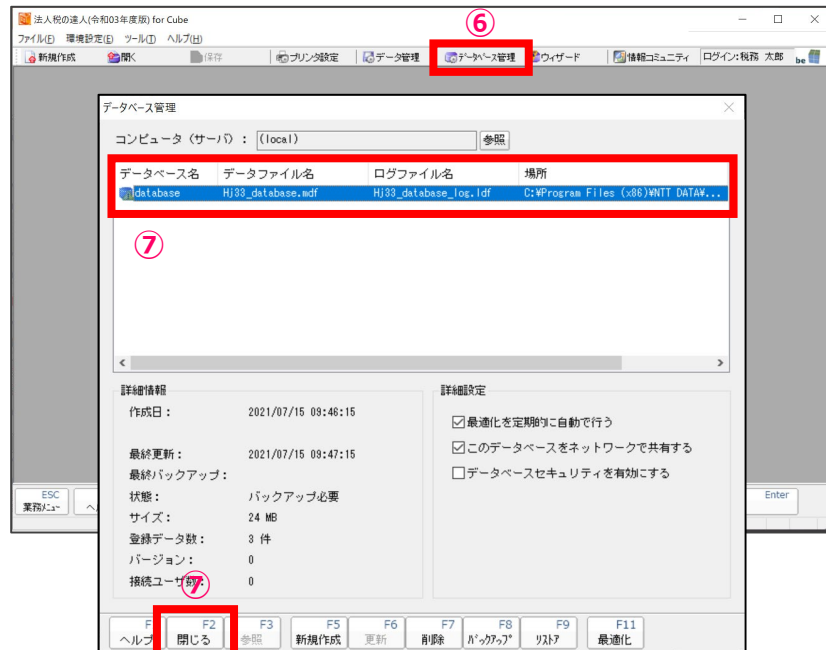 法人税の達人(令和03年度版) for Cube
⑥
ファイル(F) 環境設定(E) ツール(T) ヘルプ(H)
新規作成 開く 保存 プリンタ設定 データ管理 データベース管理 ウィザード 情報コミュニティ ログイン:税務 太郎 be
データベース管理
コンピュータ (サーバ) : (local) 参照
データベース名 データファイル名 ログファイル名 場所
database Hj33_database.mdf Hj33_database_log.ldf C:¥Program Files (x86)¥NTT DATA¥...
⑦
詳細情報 詳細設定
作成日: 2021/07/15 09:46:15
最適化を定期的に自動で行う
最終更新: 2021/07/15 09:47:15 このデータベースをネットワークで共有する
最終バックアップ: データベースセキュリティを有効にする
状態: バックアップ必要
サイズ: 24 MB
登録データ数: 3 件
バージョン: 0
接続ユーザ数: 0
⑦
ESC Enter
業務メニュー
F F2 F3 F5 F6 F7 F8 F9 F11
ヘルプ 閉じる 参照 新規作成 更新 削除 バックアップ リストア 最適化